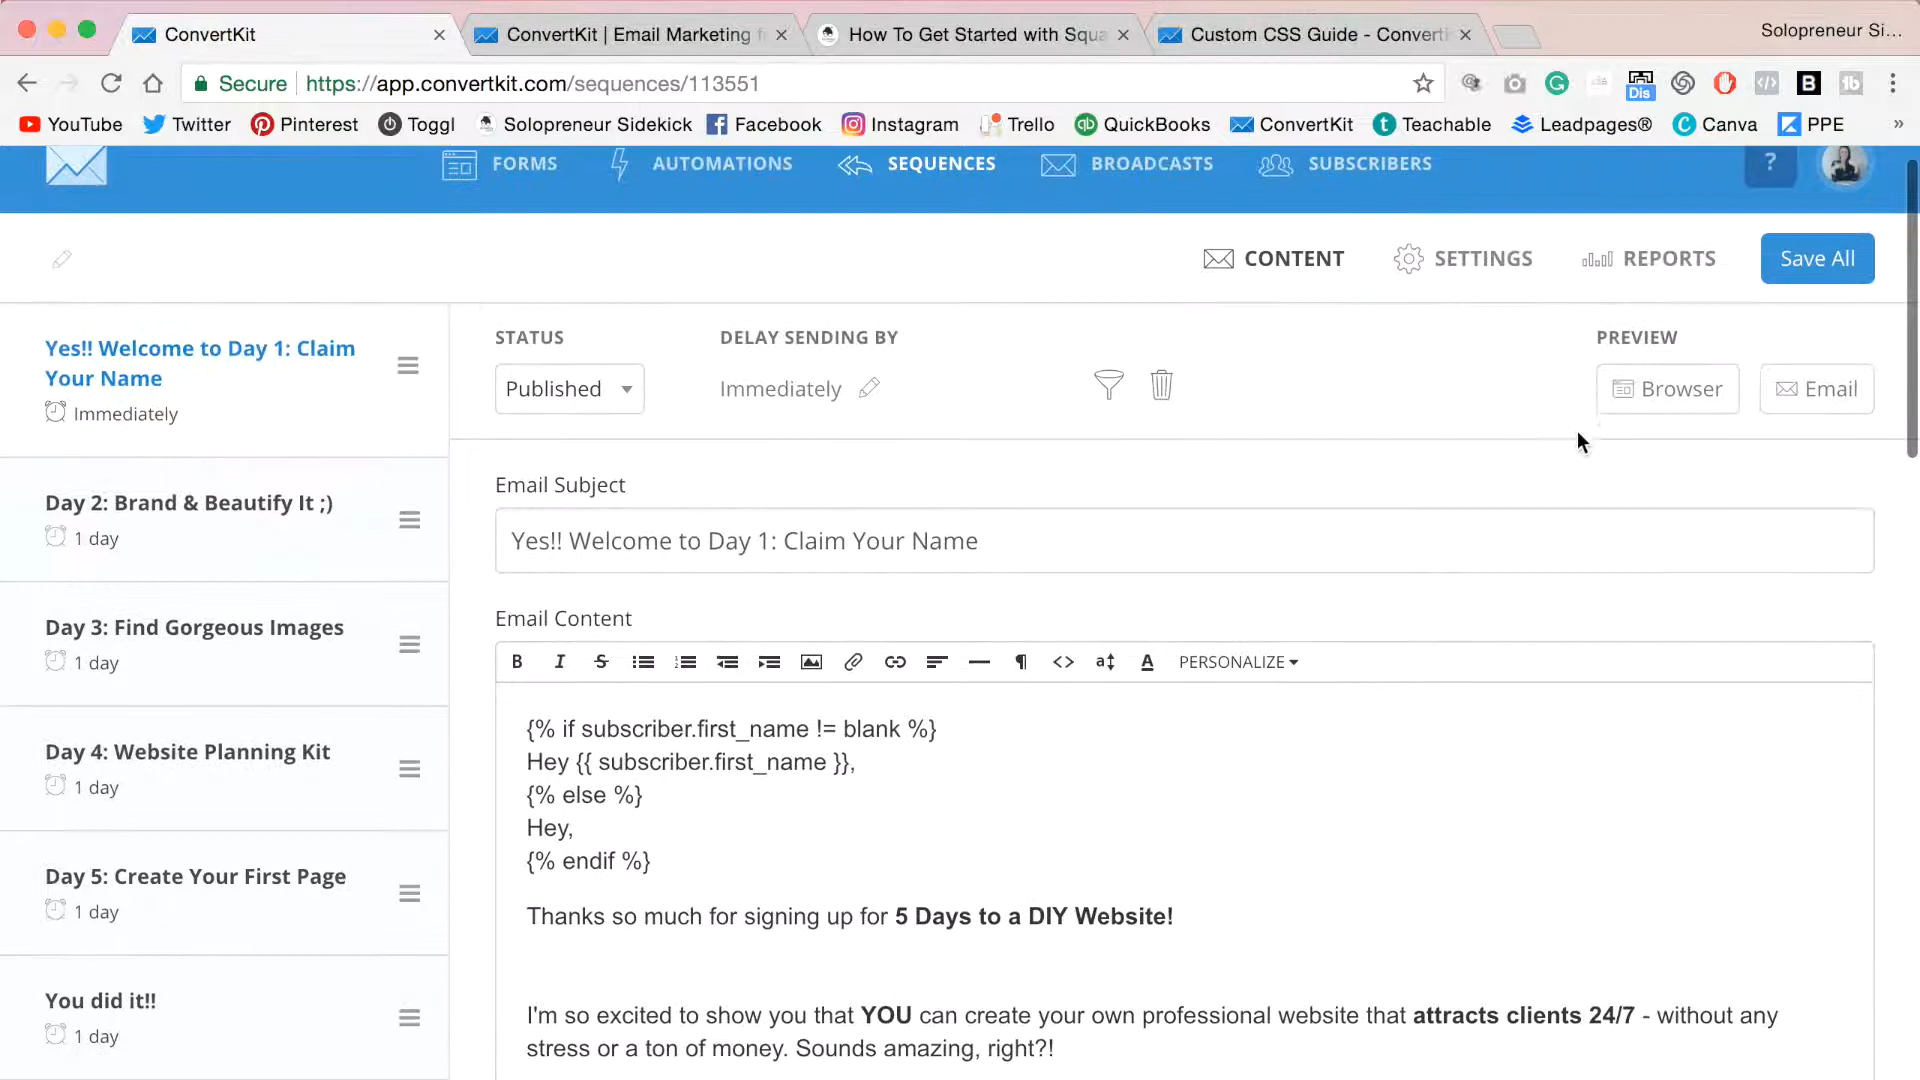 ConvertKit
ConvertKit | Email Marketing f
How To Get Started with Squa
Custom CSS Guide - Convertk
Solopreneur Si...
Secure
https://app.convertkit.com/sequences/113551
Dis
YouTube
Twitter
Pinterest
Toggl
Solopreneur Sidekick
Facebook
Instagram
Trello
QuickBooks
ConvertKit
Teachable
Leadpages®
Canva
PPE
»
FORMS
AUTOMATIONS
SEQUENCES
BROADCASTS
SUBSCRIBERS
?
CONTENT
SETTINGS
REPORTS
Save All
Yes!! Welcome to Day 1: Claim
Your Name
Immediately
Day 2: Brand & Beautify It ;)
1 day
Day 3: Find Gorgeous Images
1 day
Day 4: Website Planning Kit
1 day
Day 5: Create Your First Page
1 day
You did it!!
1 day
STATUS
Published
DELAY SENDING BY
Immediately
PREVIEW
Browser
Email
Email Subject
Yes!! Welcome to Day 1: Claim Your Name
Email Content
B I S <> A PERSONALIZE
{% if subscriber.first_name != blank %}
Hey {{ subscriber.first_name }},
{% else %}
Hey,
{% endif %}
Thanks so much for signing up for 5 Days to a DIY Website!
I'm so excited to show you that YOU can create your own professional website that attracts clients 24/7 - without any
stress or a ton of money. Sounds amazing, right?!